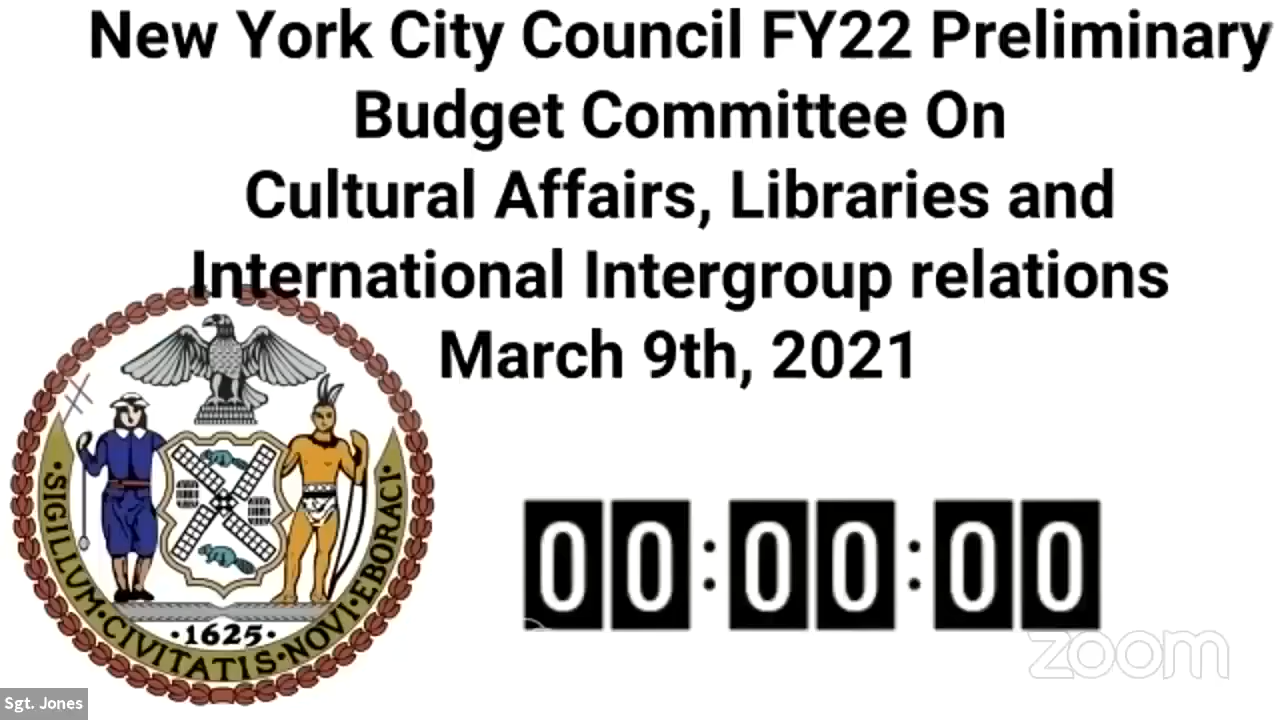 New York City Council FY22 Preliminary
Budget Committee On
Cultural Affairs, Libraries and
International Intergroup relations
March 9th, 2021
·SIGILLUM·CIVITATIS·NOVI·EBORACI·
·1625·
00:00:00
zoom
Sgt. Jones